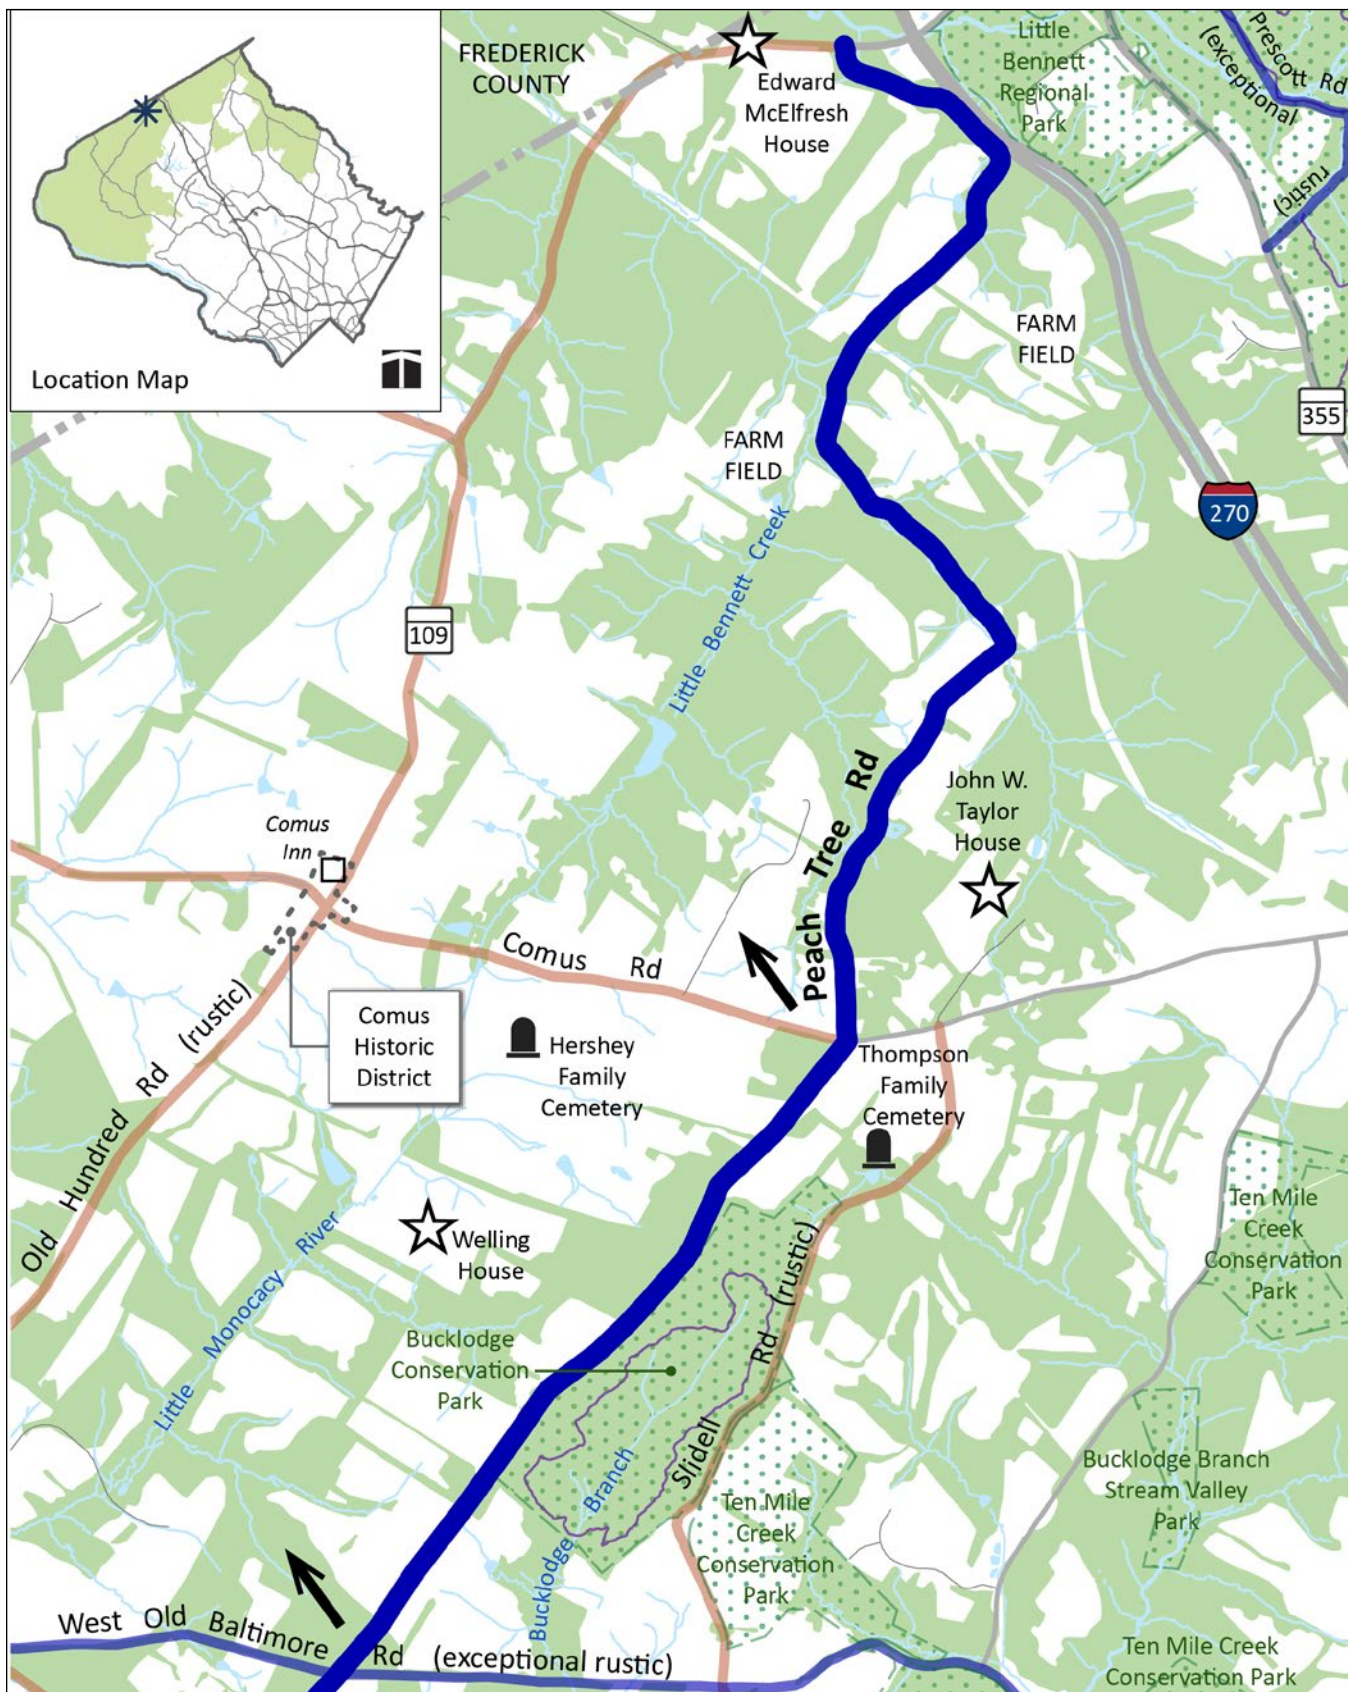 Location Map
FREDERICK
COUNTY
Edward
McElfresh
House
Little
Bennett
Regional
Park
Prescott Rd
(exceptional
rustic)
FARM
FIELD
355
FARM
FIELD
270
Little Bennett Creek
109
Comus
Inn
Peach Tree Rd
John W.
Taylor
House
Comus Rd
Old Hundred Rd (rustic)
Comus
Historic
District
Hershey
Family
Cemetery
Thompson
Family
Cemetery
Ten Mile
Creek
Conservation
Park
Welling
House
Little Monocacy River
Bucklodge
Conservation
Park
Slidell Rd (rustic)
Bucklodge Branch
Ten Mile
Creek
Conservation
Park
Bucklodge Branch
Stream Valley
Park
West Old Baltimore Rd (exceptional rustic)
Ten Mile Creek
Conservation Park